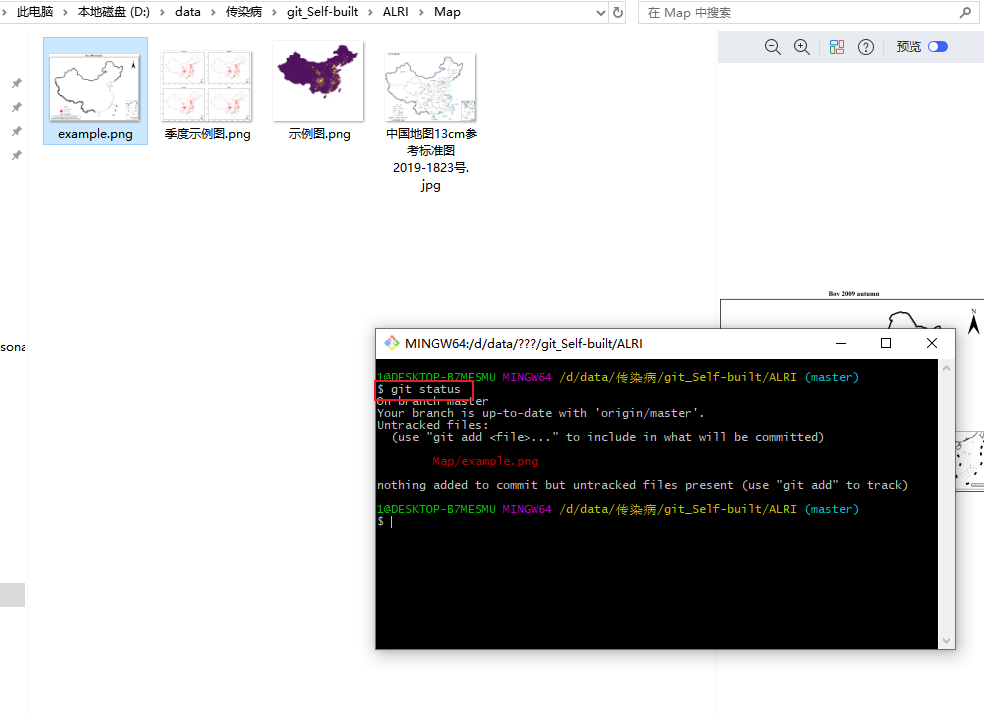 此电脑 › 本地磁盘 (D:) › data › 传染病 › git_Self-built › ALRI › Map
在 Map 中搜索
预览
example.png
季度示例图.png
示例图.png
中国地图13cm参
考标准图
2019-1823号.
jpg
Bov 2009 autumn
N
sona
MINGW64:/d/data/???/git_Self-built/ALRI
1@DESKTOP-B7MESMU MINGW64 /d/data/传染病/git_Self-built/ALRI (master)
$ git status
On branch master
Your branch is up-to-date with 'origin/master'.
Untracked files:
(use "git add <file>..." to include in what will be committed)
Map/example.png
nothing added to commit but untracked files present (use "git add" to track)
1@DESKTOP-B7MESMU MINGW64 /d/data/传染病/git_Self-built/ALRI (master)
$